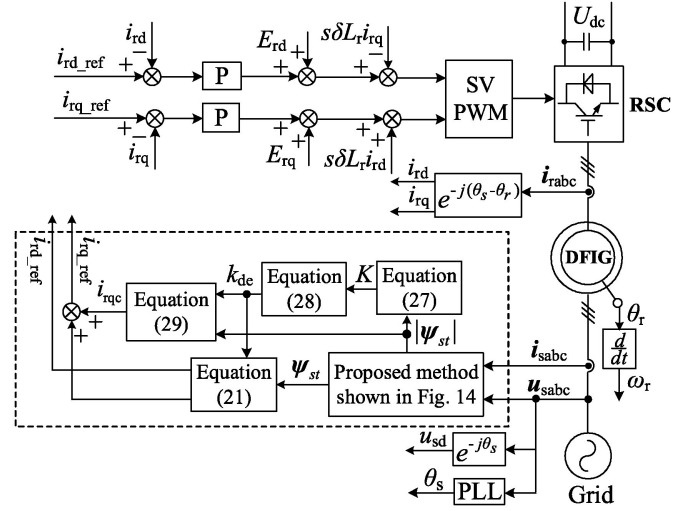 i_rd
U_dc
i_rd_ref
E_rd
sδL_r i_rq
+
−
P
+
+
+
−
SV
PWM
RSC
i_rq_ref
+
−
P
+
+
+
+
i_rq
E_rq
sδL_r i_rd
i_rd
i_rq
e^-j(θ_s-θ_r)
i_rabc
DFIG
i_rd_ref
i_rq_ref
i_rqc
Equation
(29)
k_de
Equation
(28)
K
Equation
(27)
+
+
|ψ_st|
θ_r
d
dt
ω_r
Equation
(21)
ψ_st
Proposed method
shown in Fig. 14
i_sabc
u_sabc
u_sd
e^-jθ_s
θ_s
PLL
Grid